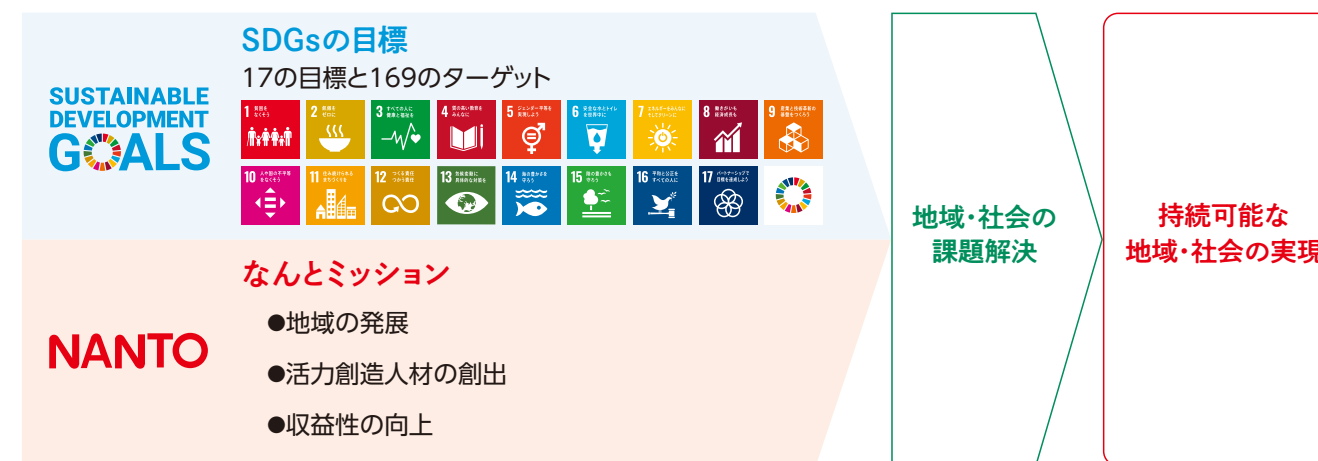 SDGsの目標
17の目標と169のターゲット
SUSTAINABLE
DEVELOPMENT
GOALS
1 貧困を
なくそう
2 飢餓を
ゼロに
3 すべての人に
健康と福祉を
4 質の高い教育を
みんなに
5 ジェンダー平等を
実現しよう
6 安全な水とトイレ
を世界中に
7 エネルギーをみんなに
そしてクリーンに
8 働きがいも
経済成長も
9 産業と技術革新の
基盤をつくろう
10 人や国の不平等
をなくそう
11 住み続けられる
まちづくりを
12 つくる責任
つかう責任
13 気候変動に
具体的な対策を
14 海の豊かさを
守ろう
15 陸の豊かさも
守ろう
16 平和と公正を
すべての人に
17 パートナーシップで
目標を達成しよう
NANTO
なんとミッション
●地域の発展
●活力創造人材の創出
●収益性の向上
地域・社会の
課題解決
持続可能な
地域・社会の実現